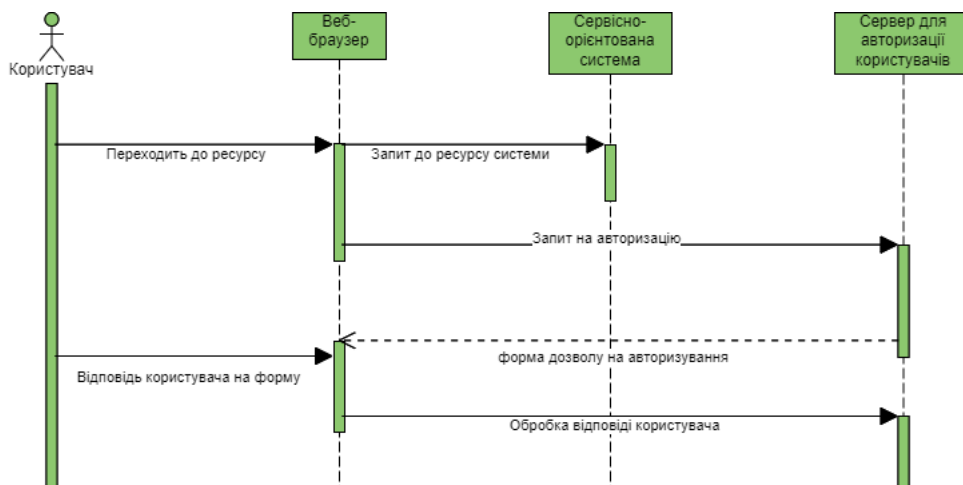 Користувач
Веб-
браузер
Сервісно-
орієнтована
система
Сервер для
авторизації
користувачів
Переходить до ресурсу
Запит до ресурсу системи
Запит на авторизацію
форма дозволу на авторизування
Відповідь користувача на форму
Обробка відповіді користувача